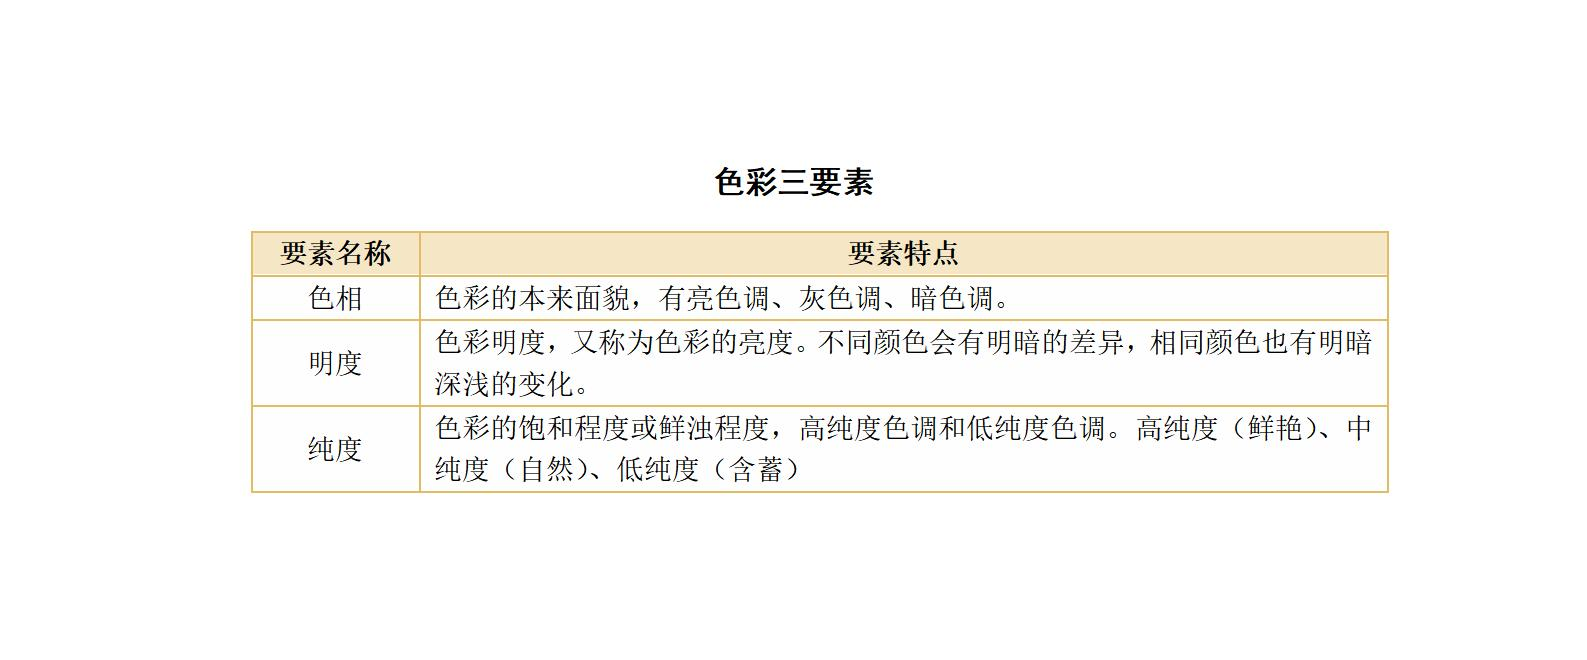 色彩三要素
要素名称 要素特点
色相 色彩的本来面貌，有亮色调、灰色调、暗色调。
明度 色彩明度，又称为色彩的亮度。不同颜色会有明暗的差异，相同颜色也有明暗
深浅的变化。
纯度 色彩的饱和程度或鲜浊程度，高纯度色调和低纯度色调。高纯度（鲜艳）、中
纯度（自然）、低纯度（含蓄）